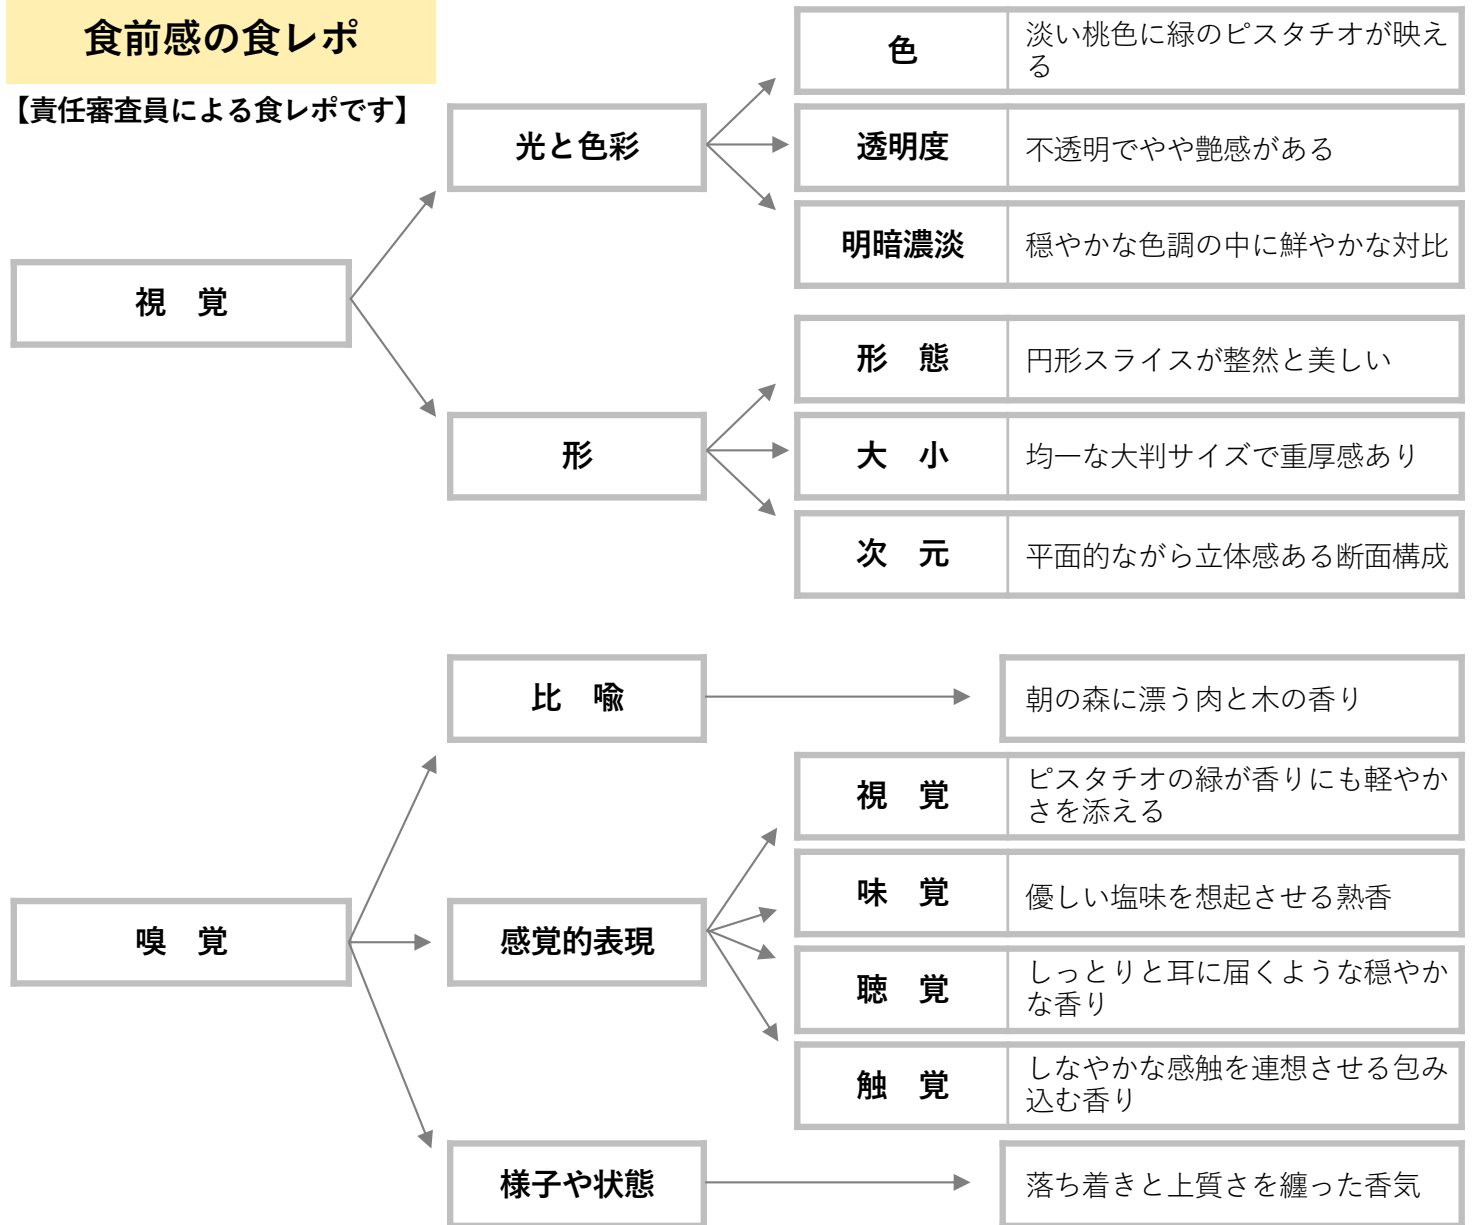 食前感の食レポ
【責任審査員による食レポです】
視　覚
光と色彩
色
淡い桃色に緑のピスタチオが映え
る
透明度
不透明でやや艶感がある
明暗濃淡
穏やかな色調の中に鮮やかな対比
形
形　態
円形スライスが整然と美しい
大　小
均一な大判サイズで重厚感あり
次　元
平面的ながら立体感ある断面構成
嗅　覚
比　喩
朝の森に漂う肉と木の香り
感覚的表現
視　覚
ピスタチオの緑が香りにも軽やか
さを添える
味　覚
優しい塩味を想起させる熟香
聴　覚
しっとりと耳に届くような穏やか
な香り
触　覚
しなやかな感触を連想させる包み
込む香り
様子や状態
落ち着きと上質さを纏った香気